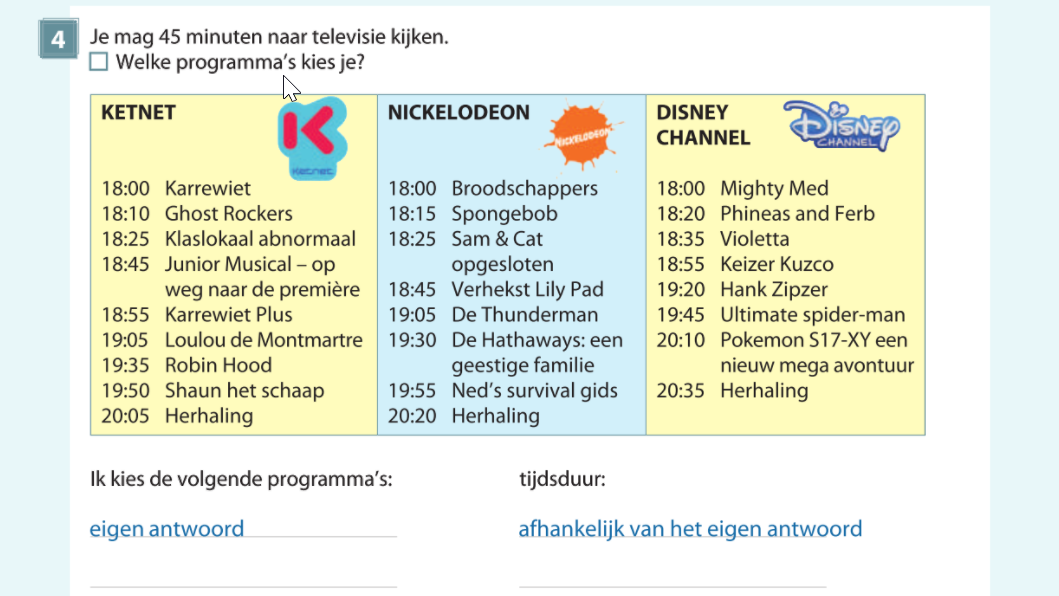 4
Je mag 45 minuten naar televisie kijken.
Welke programma's kies je?
KETNET
Ketnet
18:00 Karrewiet
18:10 Ghost Rockers
18:25 Klaslokaal abnormaal
18:45 Junior Musical – op
weg naar de première
18:55 Karrewiet Plus
19:05 Loulou de Montmartre
19:35 Robin Hood
19:50 Shaun het schaap
20:05 Herhaling
NICKELODEON
NICKELODEON
18:00 Broodschappers
18:15 Spongebob
18:25 Sam & Cat
opgesloten
18:45 Verhekst Lily Pad
19:05 De Thunderman
19:30 De Hathaways: een
geestige familie
19:55 Ned's survival gids
20:20 Herhaling
DISNEY
CHANNEL
DISNEY
CHANNEL
18:00 Mighty Med
18:20 Phineas and Ferb
18:35 Violetta
18:55 Keizer Kuzco
19:20 Hank Zipzer
19:45 Ultimate spider-man
20:10 Pokemon S17-XY een
nieuw mega avontuur
20:35 Herhaling
Ik kies de volgende programma's:
tijdsduur:
eigen antwoord
afhankelijk van het eigen antwoord